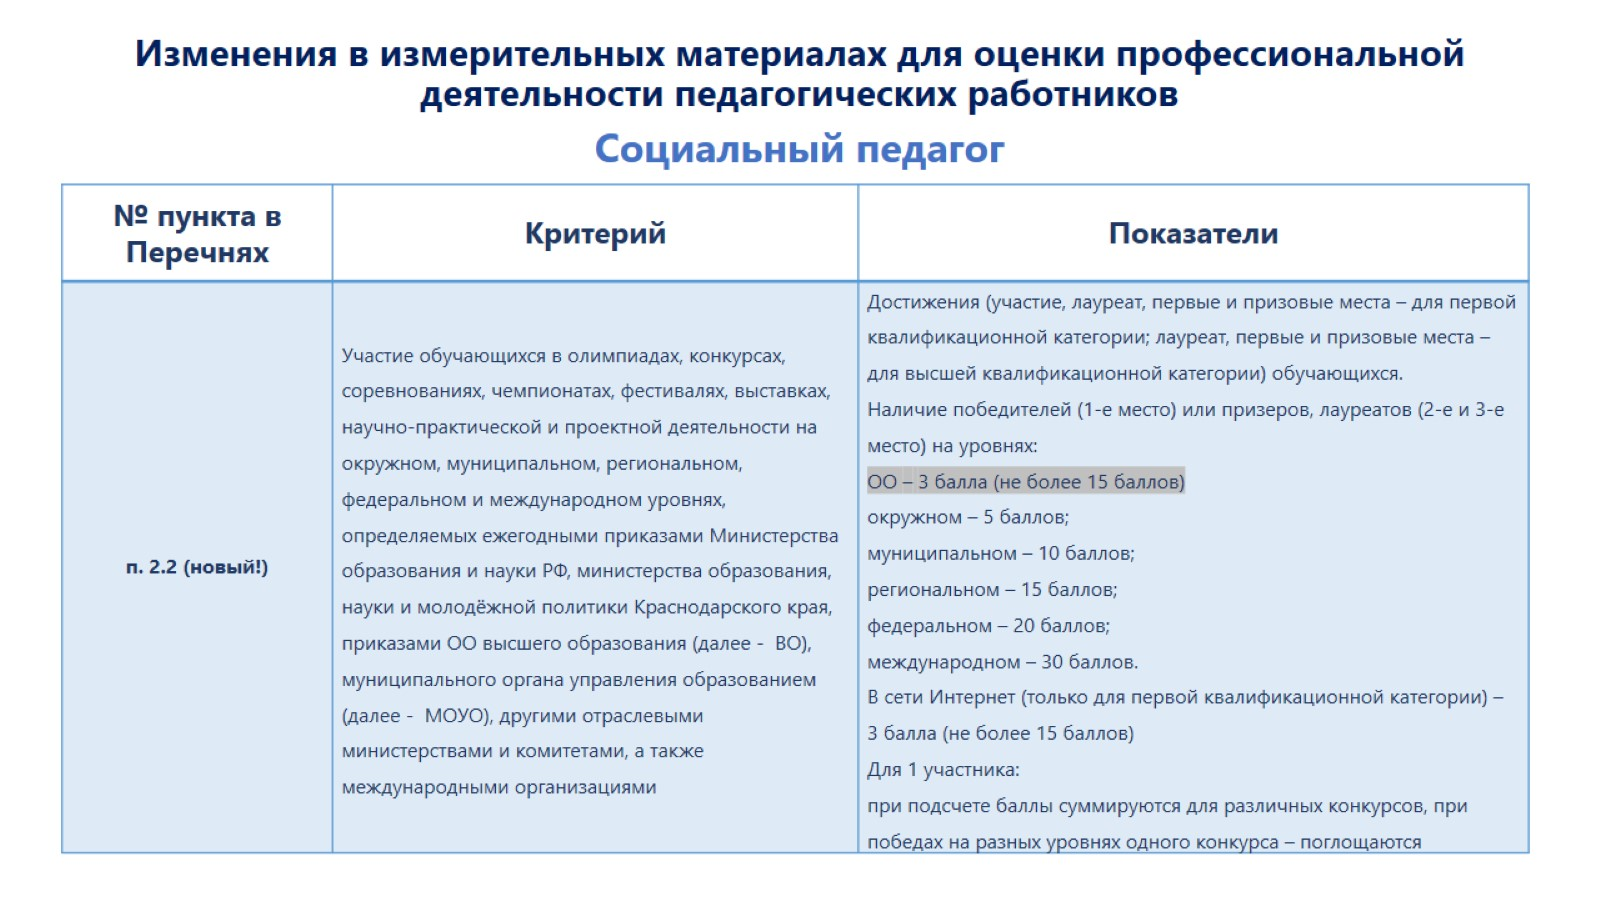 Изменения в измерительных материалах для оценки профессиональной
деятельности педагогических работников
Социальный педагог
№ пункта в
Перечнях
Критерий
Показатели
п. 2.2 (новый!)
Участие обучающихся в олимпиадах, конкурсах,
соревнованиях, чемпионатах, фестивалях, выставках,
научно-практической и проектной деятельности на
окружном, муниципальном, региональном,
федеральном и международном уровнях,
определяемых ежегодными приказами Министерства
образования и науки РФ, министерства образования,
науки и молодёжной политики Краснодарского края,
приказами ОО высшего образования (далее -  ВО),
муниципального органа управления образованием
(далее -  МОУО), другими отраслевыми
министерствами и комитетами, а также
международными организациями
Достижения (участие, лауреат, первые и призовые места – для первой
квалификационной категории; лауреат, первые и призовые места –
для высшей квалификационной категории) обучающихся.
Наличие победителей (1-е место) или призеров, лауреатов (2-е и 3-е
место) на уровнях:
ОО – 3 балла (не более 15 баллов)
окружном – 5 баллов;
муниципальном – 10 баллов;
региональном – 15 баллов;
федеральном – 20 баллов;
международном – 30 баллов.
В сети Интернет (только для первой квалификационной категории) –
3 балла (не более 15 баллов)
Для 1 участника:
при подсчете баллы суммируются для различных конкурсов, при
победах на разных уровнях одного конкурса – поглощаются